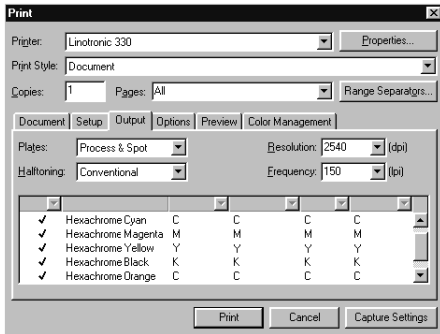 Print
Printer: Linotronic 330 Properties...
Print Style: Document
Copies: 1 Pages: All Range Separators...
Document Setup Output Options Preview Color Management
Plates: Process & Spot Resolution: 2540 (dpi)
Halftoning: Conventional Frequency: 150 (lpi)
Hexachrome Cyan C C C C
Hexachrome Magenta M M M M
Hexachrome Yellow Y Y Y Y
Hexachrome Black K K K K
Hexachrome Orange C C C C
Print Cancel Capture Settings